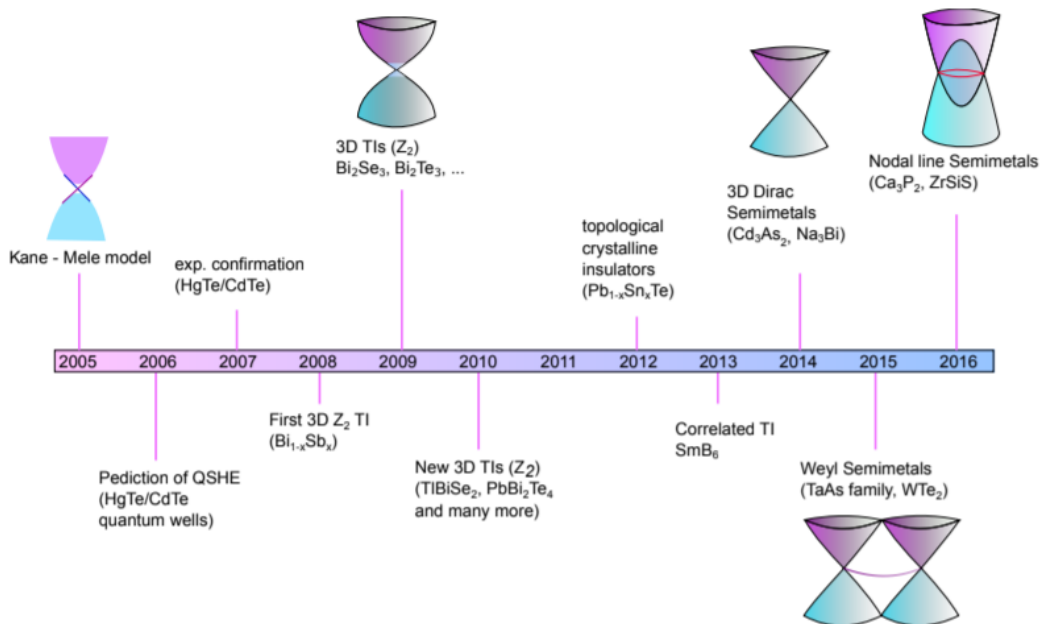 3D TIs (Z₂)
Bi₂Se₃, Bi₂Te₃, ...
Nodal line Semimetals
(Ca₃P₂, ZrSiS)
3D Dirac
Semimetals
(Cd₃As₂, Na₃Bi)
topological
crystalline
insulators
(Pb₁₋ₓSnₓTe)
Kane - Mele model
exp. confirmation
(HgTe/CdTe)
2005 2006 2007 2008 2009 2010 2011 2012 2013 2014 2015 2016
First 3D Z₂ TI
(Bi₁₋ₓSbₓ)
Pediction of QSHE
(HgTe/CdTe
quantum wells)
New 3D TIs (Z₂)
(TlBiSe₂, PbBi₂Te₄
and many more)
Correlated TI
SmB₆
Weyl Semimetals
(TaAs family, WTe₂)